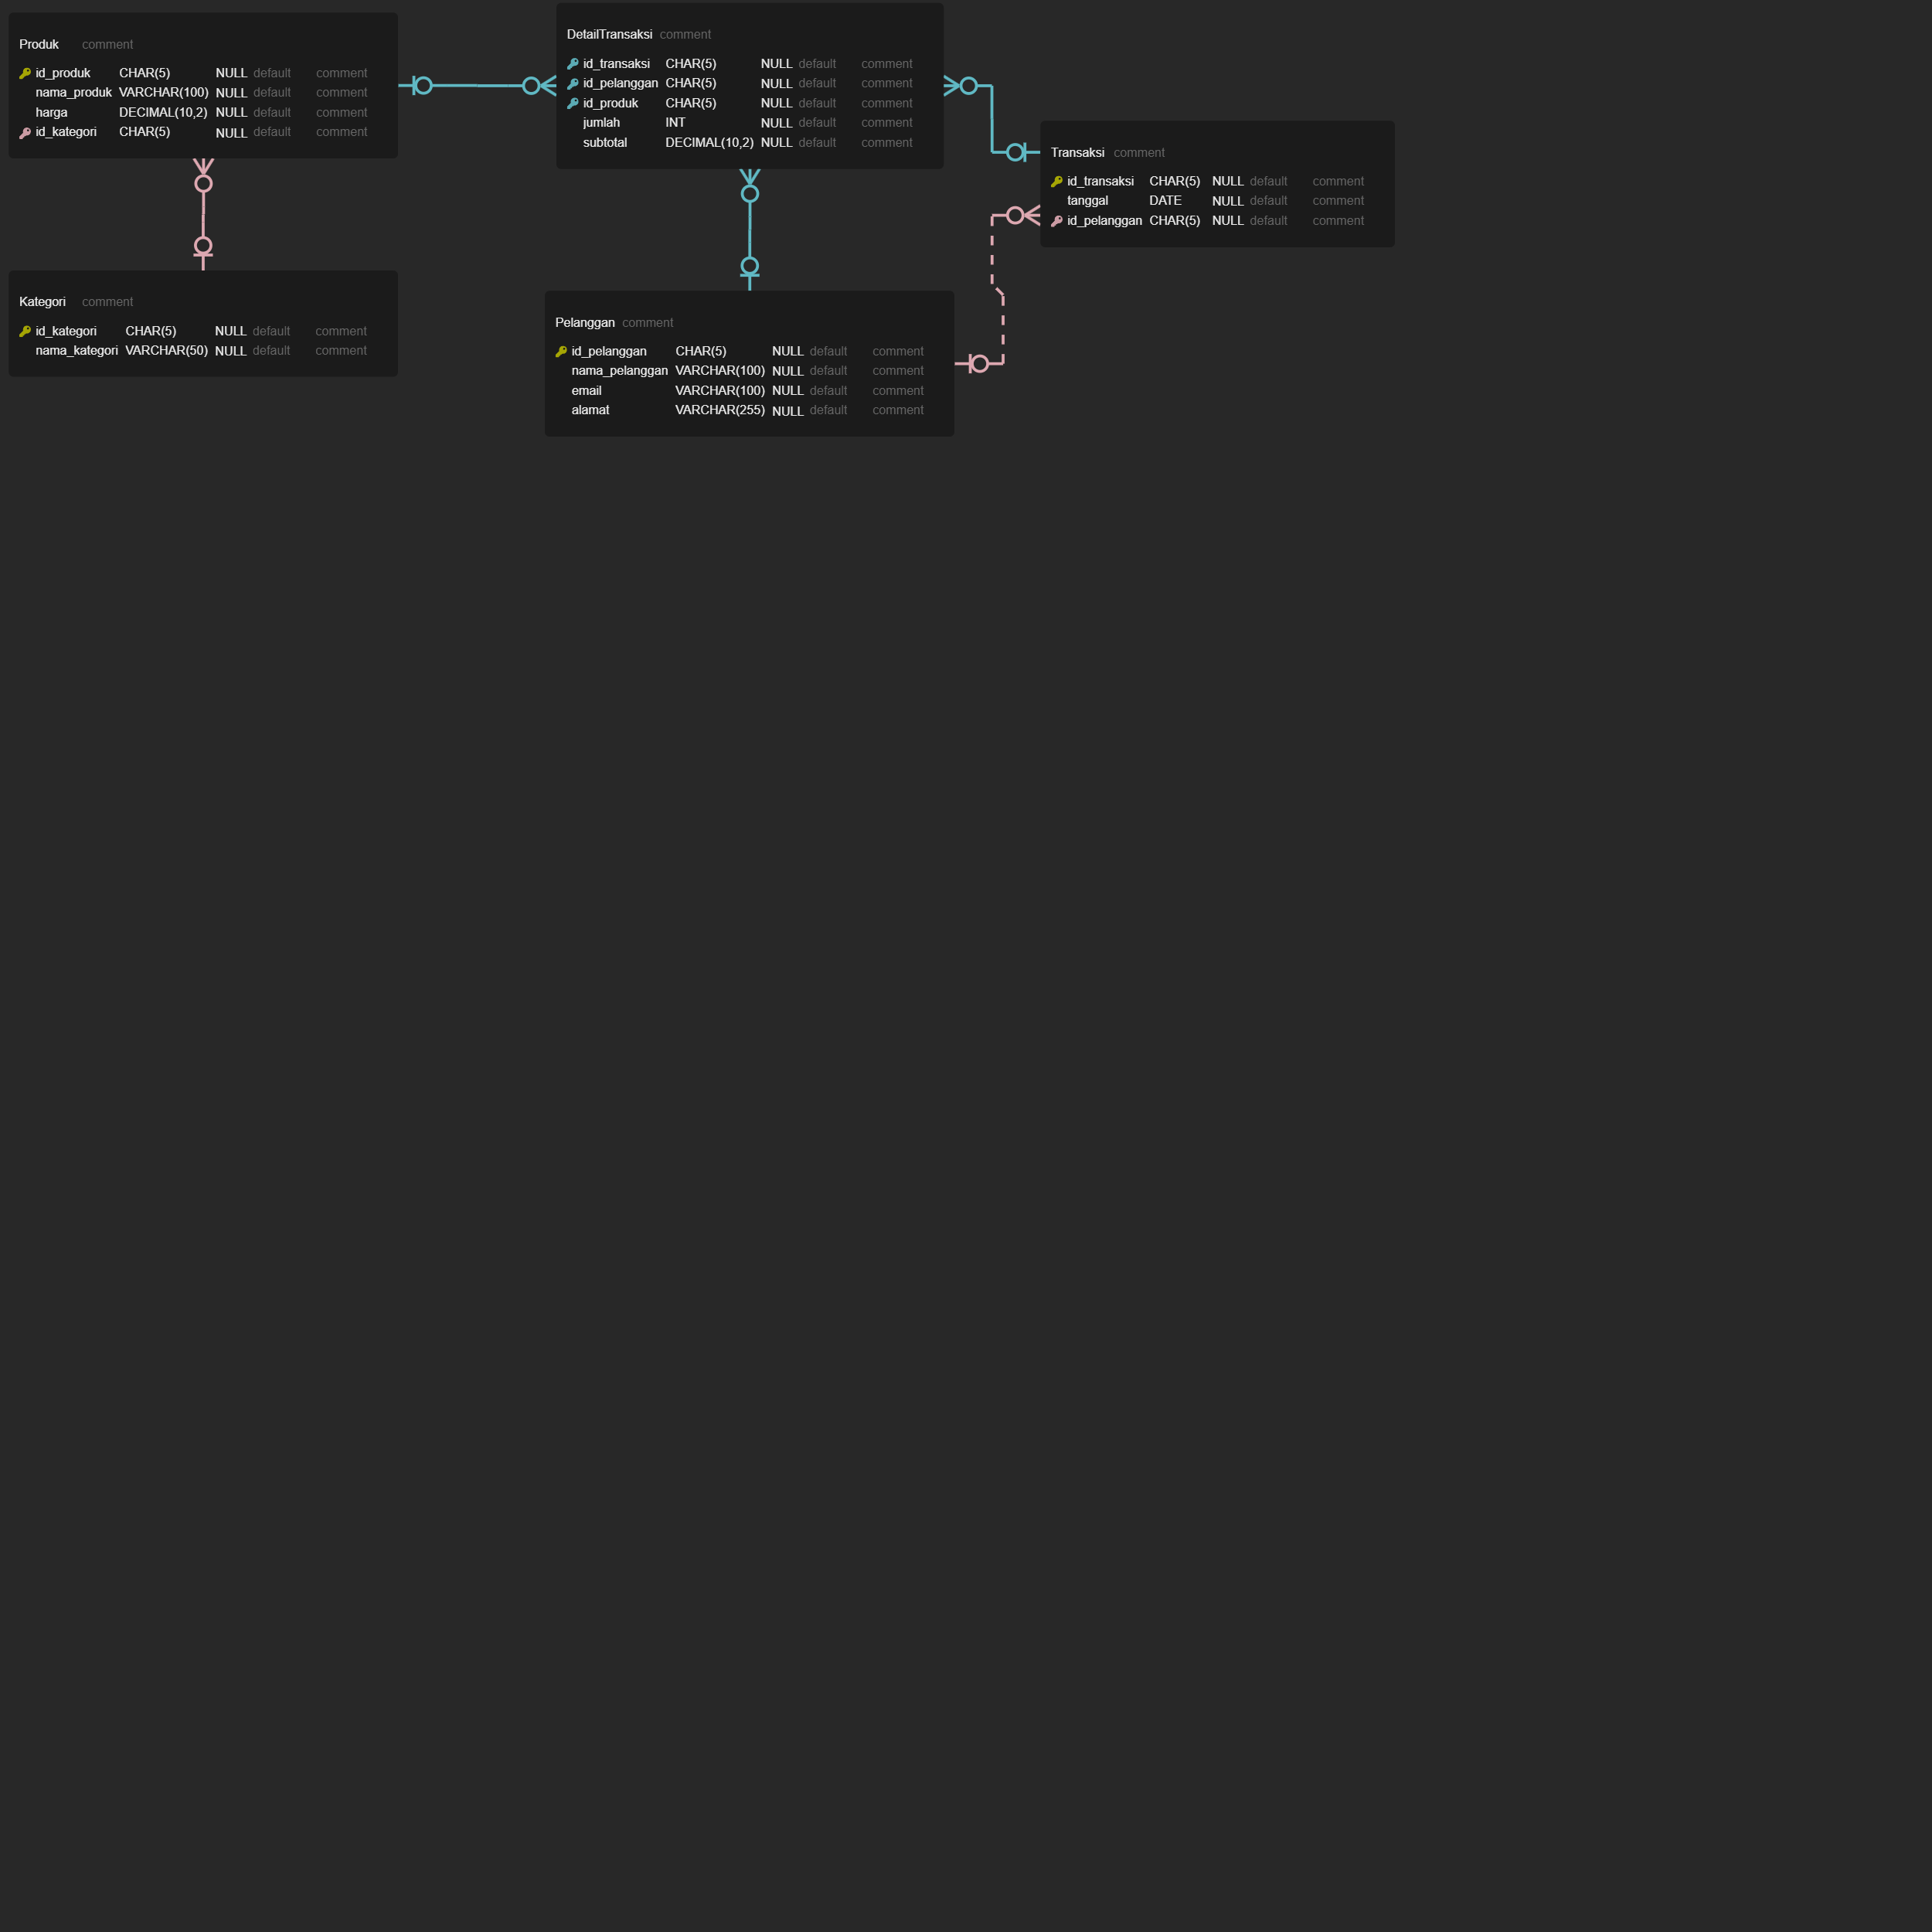 Produk comment
id_produk CHAR(5) NULL default comment
nama_produk VARCHAR(100) NULL default comment
harga DECIMAL(10,2) NULL default comment
id_kategori CHAR(5) NULL default comment
DetailTransaksi comment
id_transaksi CHAR(5) NULL default comment
id_pelanggan CHAR(5) NULL default comment
id_produk CHAR(5) NULL default comment
jumlah INT NULL default comment
subtotal DECIMAL(10,2) NULL default comment
Transaksi comment
id_transaksi CHAR(5) NULL default comment
tanggal DATE NULL default comment
id_pelanggan CHAR(5) NULL default comment
Kategori comment
id_kategori CHAR(5) NULL default comment
nama_kategori VARCHAR(50) NULL default comment
Pelanggan comment
id_pelanggan CHAR(5) NULL default comment
nama_pelanggan VARCHAR(100) NULL default comment
email VARCHAR(100) NULL default comment
alamat VARCHAR(255) NULL default comment